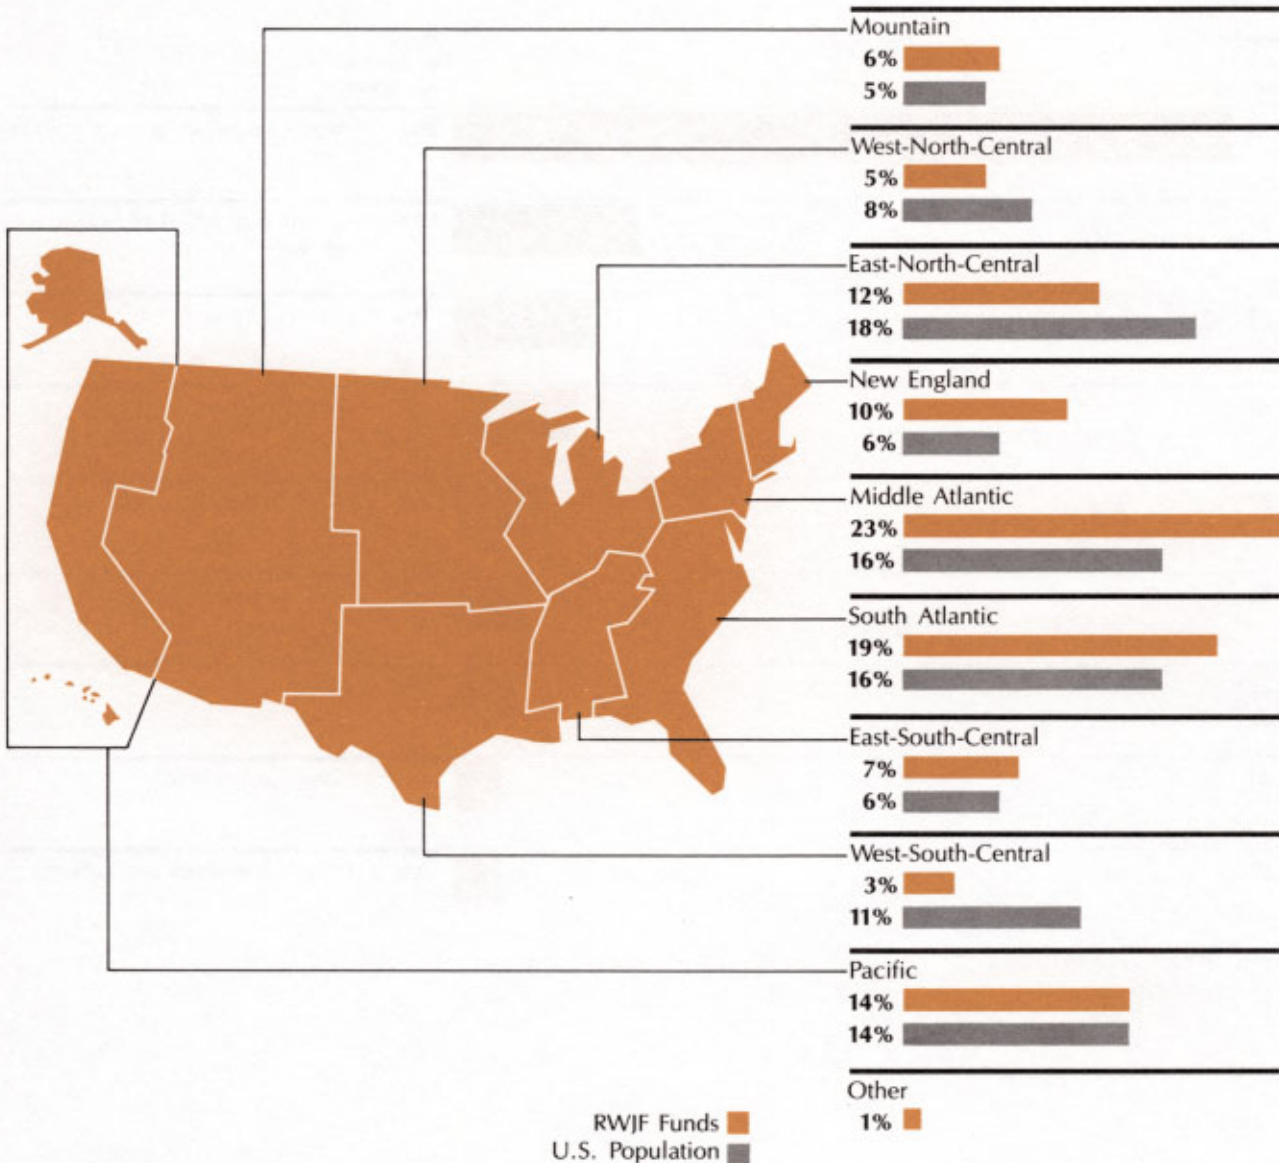 Mountain
6%
5%
West-North-Central
5%
8%
East-North-Central
12%
18%
New England
10%
6%
Middle Atlantic
23%
16%
South Atlantic
19%
16%
East-South-Central
7%
6%
West-South-Central
3%
11%
Pacific
14%
14%
Other
1%
RWJF Funds
U.S. Population